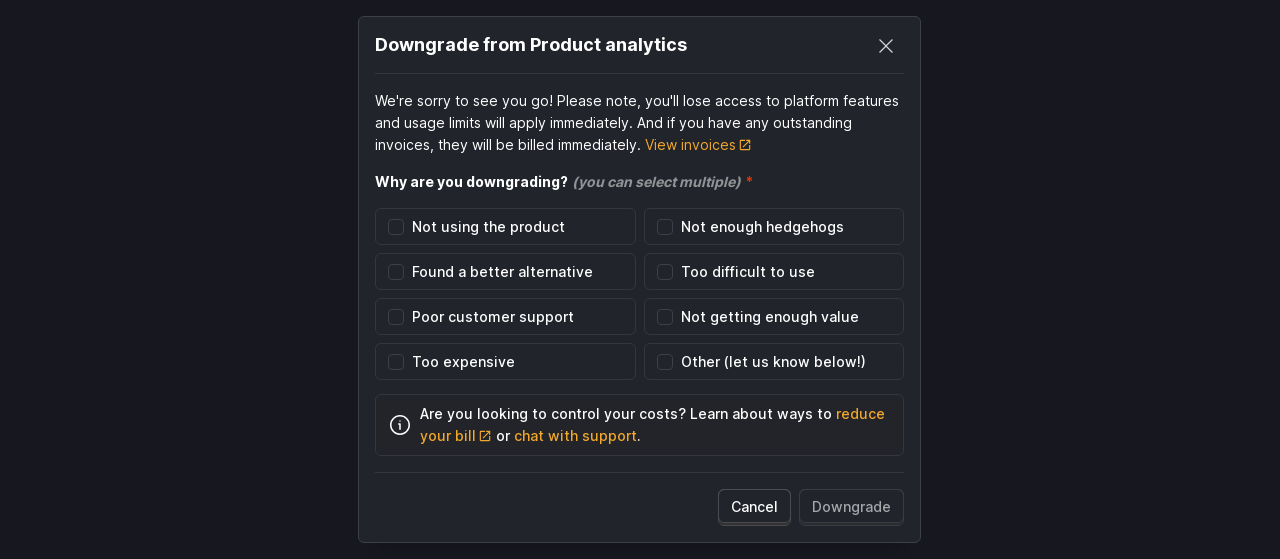 Downgrade from Product analytics
We're sorry to see you go! Please note, you'll lose access to platform features
and usage limits will apply immediately. And if you have any outstanding
invoices, they will be billed immediately. View invoices
Why are you downgrading? (you can select multiple) *
Not using the product
Not enough hedgehogs
Found a better alternative
Too difficult to use
Poor customer support
Not getting enough value
Too expensive
Other (let us know below!)
Are you looking to control your costs? Learn about ways to reduce
your bill or chat with support.
Cancel
Downgrade